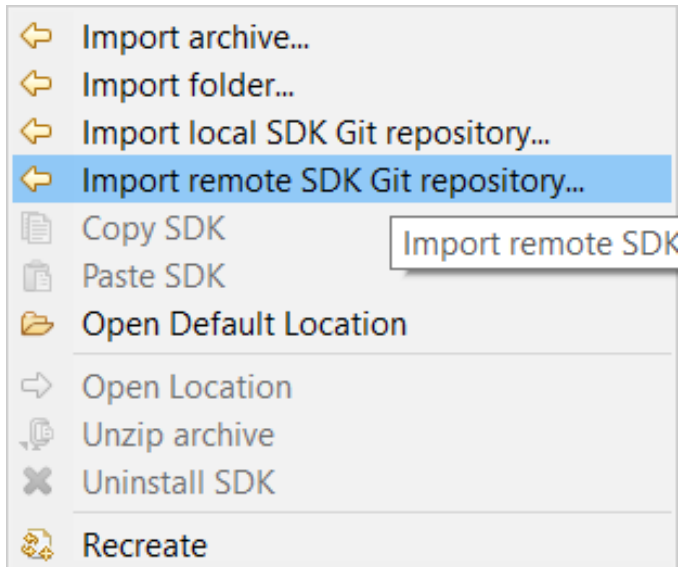 Import archive...
Import folder...
Import local SDK Git repository...
Import remote SDK Git repository...
Copy SDK
Import remote SDK
Paste SDK
Open Default Location
Open Location
Unzip archive
Uninstall SDK
Recreate